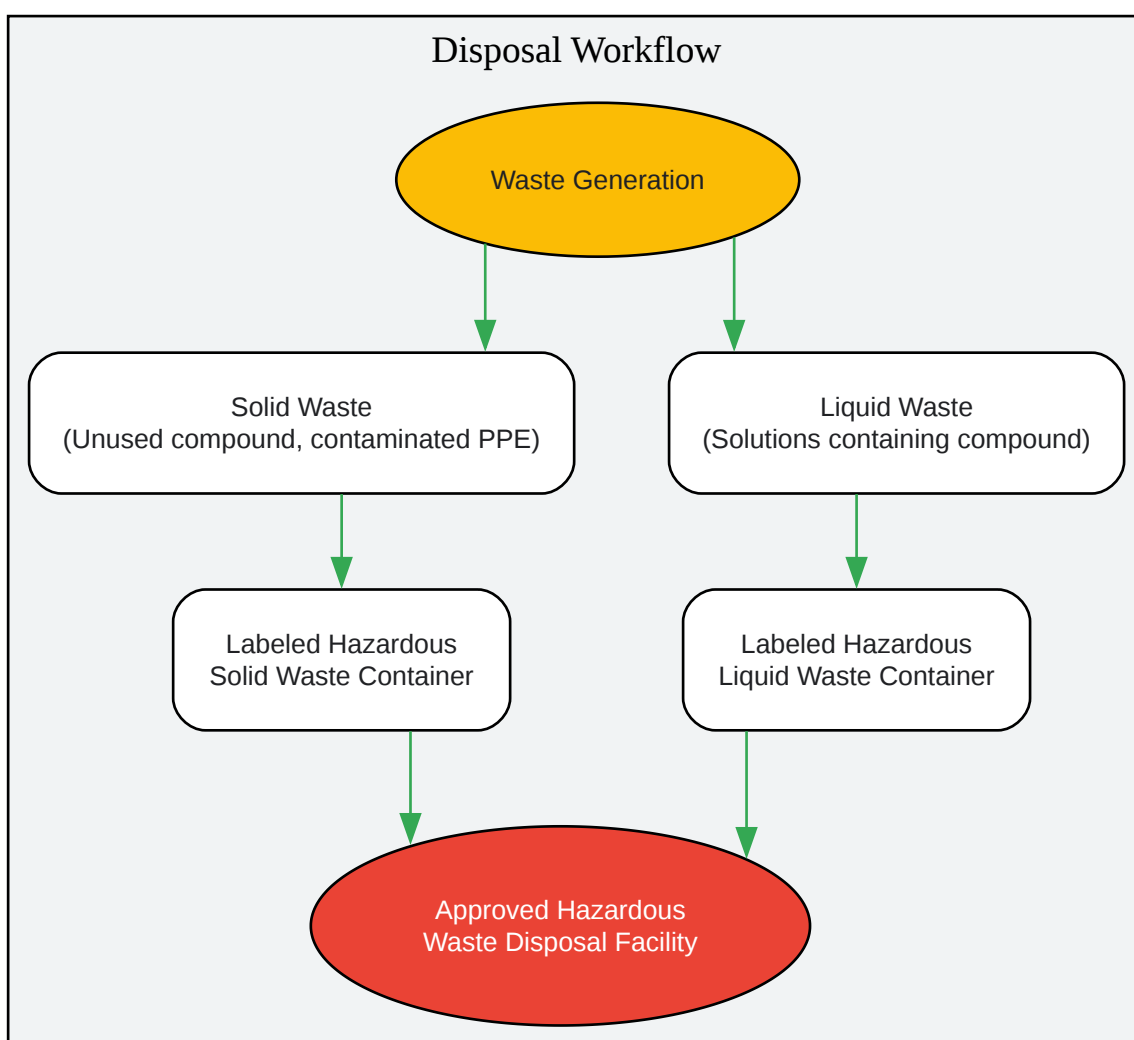 Disposal Workflow
Waste Generation
Solid Waste
(Unused compound, contaminated PPE)
Liquid Waste
(Solutions containing compound)
Labeled Hazardous
Solid Waste Container
Labeled Hazardous
Liquid Waste Container
Approved Hazardous
Waste Disposal Facility